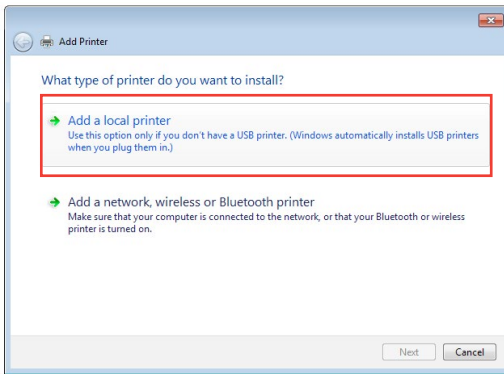 Add Printer
What type of printer do you want to install?
Add a local printer
Use this option only if you don't have a USB printer. (Windows automatically installs USB printers
when you plug them in.)
Add a network, wireless or Bluetooth printer
Make sure that your computer is connected to the network, or that your Bluetooth or wireless
printer is turned on.
Next
Cancel